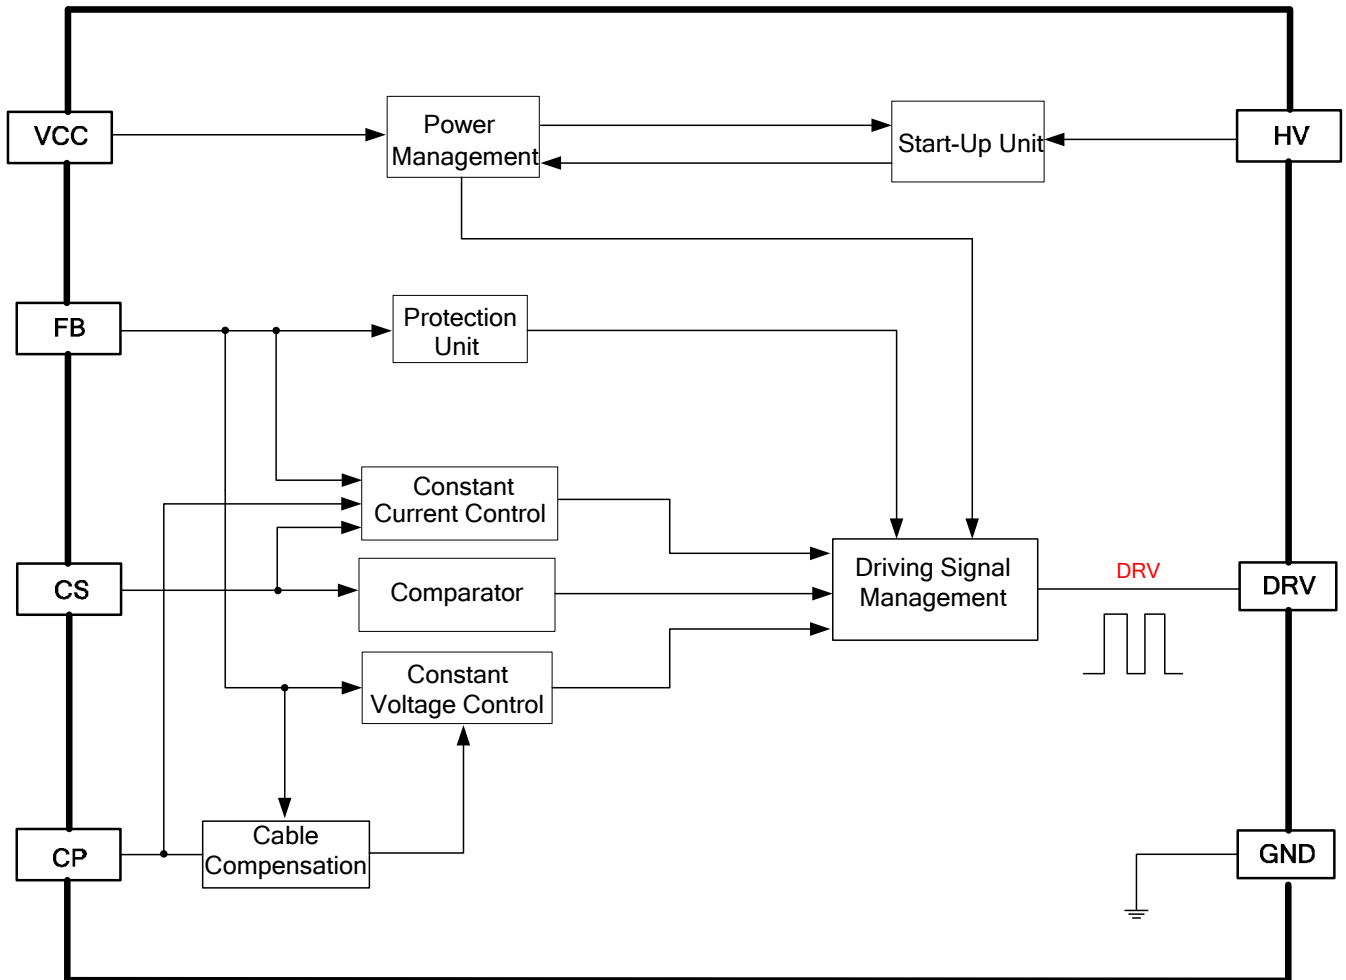 VCC
Power
Management
Start-Up Unit
HV
FB
Protection
Unit
Constant
Current Control
CS
Comparator
Driving Signal
Management
DRV
DRV
Constant
Voltage Control
CP
Cable
Compensation
GND